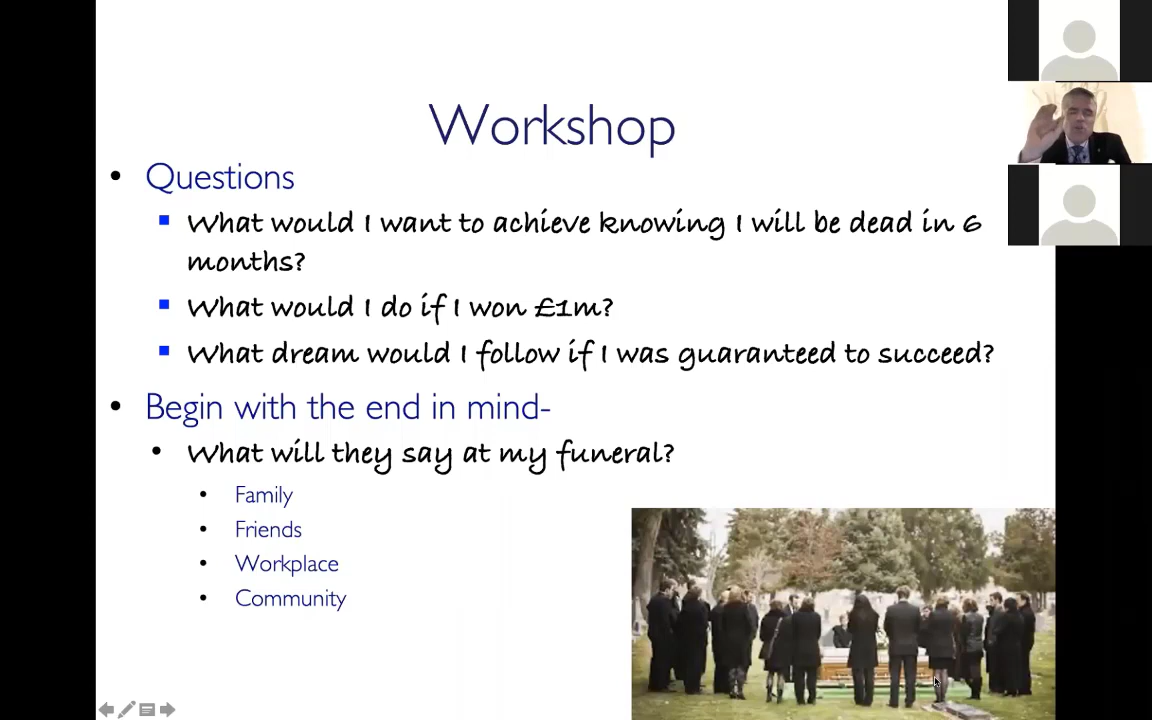 Workshop
Questions
What would I want to achieve knowing I will be dead in 6
months?
What would I do if I won £1m?
What dream would I follow if I was guaranteed to succeed?
Begin with the end in mind-
What will they say at my funeral?
Family
Friends
Workplace
Community